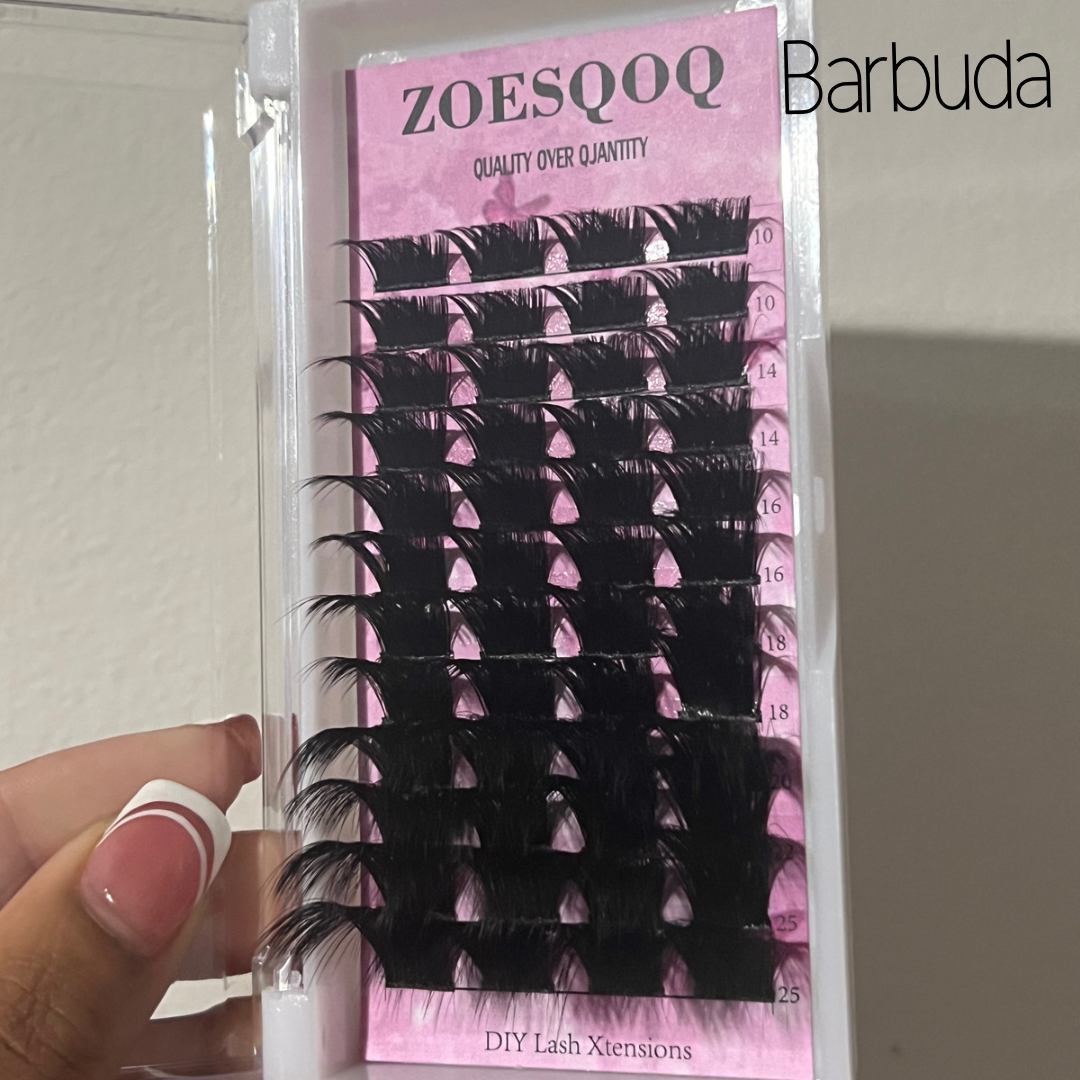 Barbuda
ZOESQOQ
QUALITY OVER QJANTITY
10
10
14
14
16
16
18
18
25
25
DIY Lash Xtensions